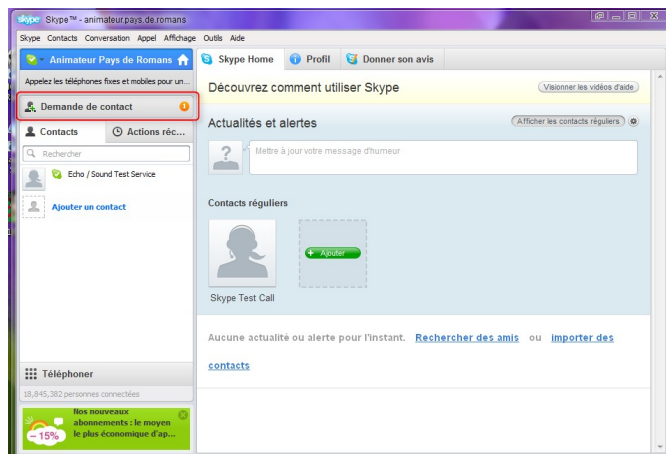 skype Skype™ - animateur.pays.de.romans
Skype Contacts Conversation Appel Affichage Outils Aide
Animateur Pays de Romans
Appelez les téléphones fixes et mobiles pour un...
Demande de contact 1
Contacts Actions réc...
Rechercher
Echo / Sound Test Service
Ajouter un contact
Téléphoner
18,845,382 personnes connectées
Nos nouveaux
abonnements : le moyen
le plus économique d'ap...
– 15%
Skype Home Profil Donner son avis
Découvrez comment utiliser Skype Visionner les vidéos d'aide
Actualités et alertes Afficher les contacts réguliers
? Mettre à jour votre message d'humeur
Contacts réguliers
+ Ajouter
Skype Test Call
Aucune actualité ou alerte pour l'instant. Rechercher des amis ou importer des
contacts